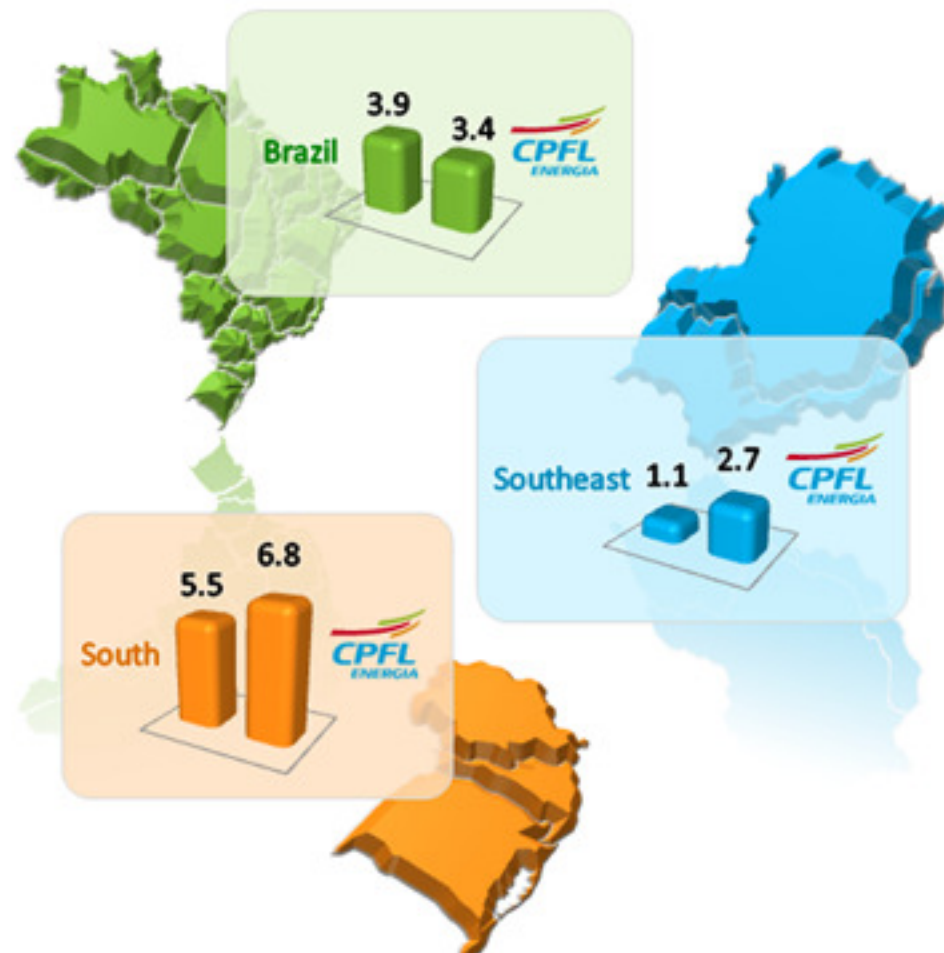 3.9
3.4
Brazil
CPFL
ENERGIA
Southeast
1.1
2.7
CPFL
ENERGIA
5.5
6.8
South
CPFL
ENERGIA